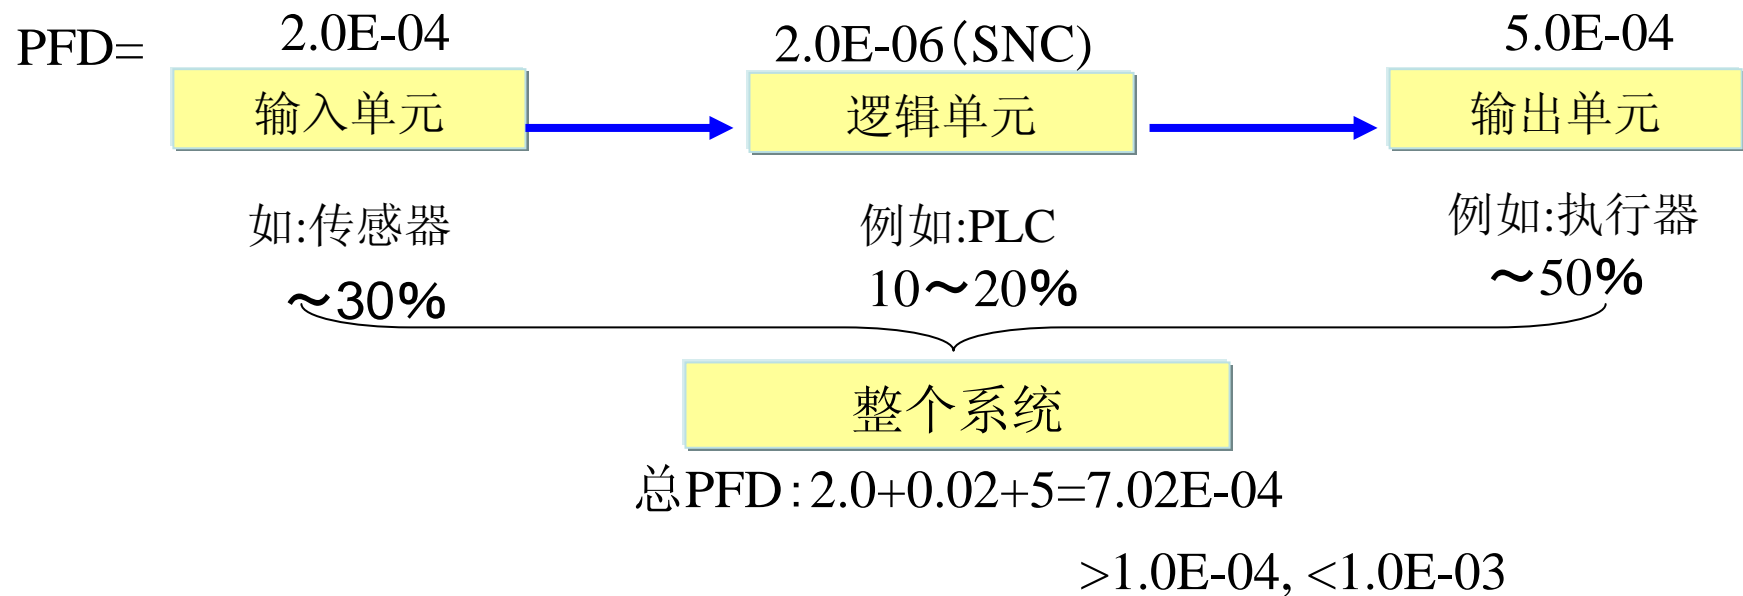 PFD= 2.0E-04 2.0E-06(SNC) 5.0E-04
输入单元 逻辑单元 输出单元
如:传感器 例如:PLC 例如:执行器
~30% 10~20% ~50%
整个系统
总PFD:2.0+0.02+5=7.02E-04
>1.0E-04, <1.0E-03